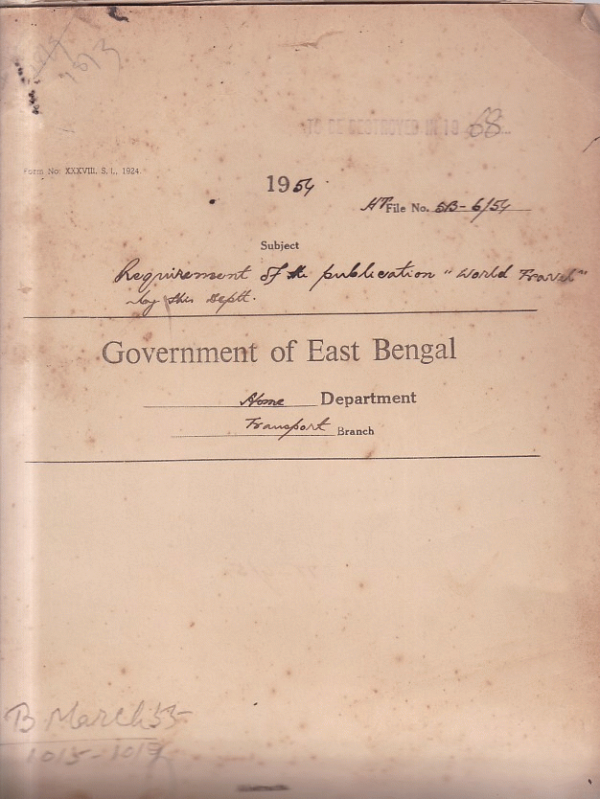 1013
TO BE DESTROYED IN 19 68
Form No. XXXVIII. S. L., 1924.
1954
HT File No. 5B-6/54
Subject
Requirement of the publication "World Travel"
by this Deptt.
Government of East Bengal
Home Department
Transport Branch
B March 55
1015-1019